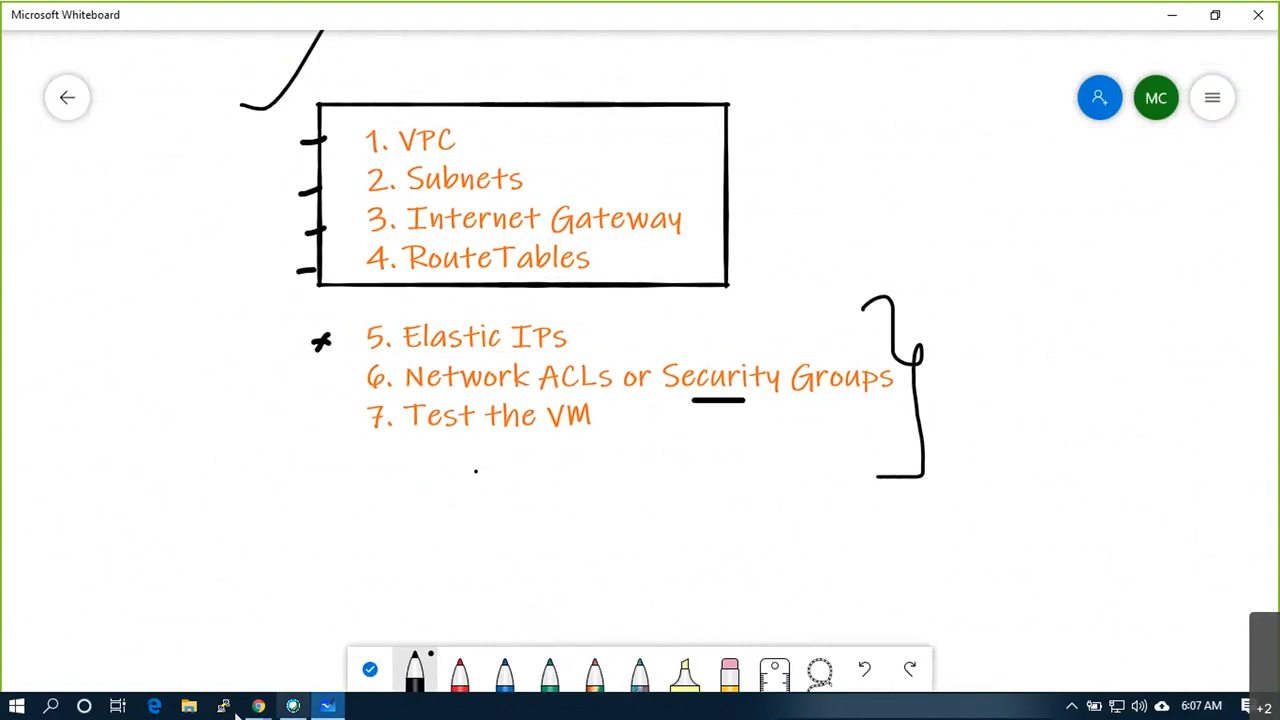 Microsoft Whiteboard
MC
1. VPC
2. Subnets
3. Internet Gateway
4. RouteTables
5. Elastic IPs
6. Network ACLs or Security Groups
7. Test the VM
6:07 AM
+2